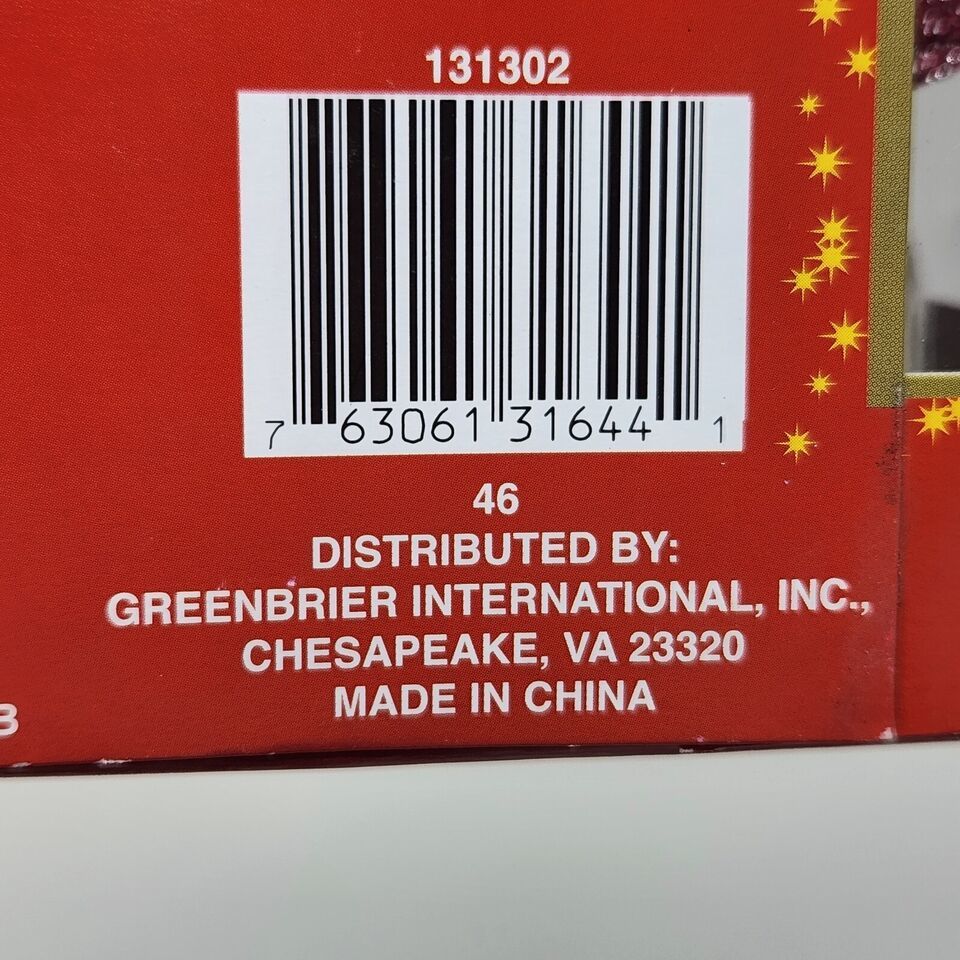 131302
7 63061 31644 1
46
DISTRIBUTED BY:
GREENBRIER INTERNATIONAL, INC.,
CHESAPEAKE, VA 23320
MADE IN CHINA
B